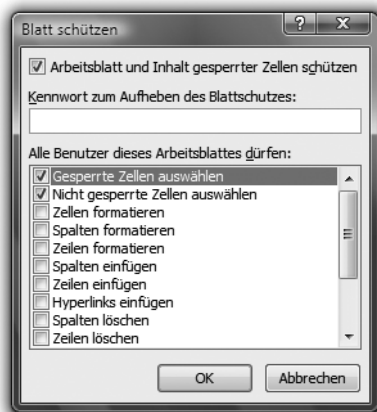 Blatt schützen
Arbeitsblatt und Inhalt gesperrter Zellen schützen
Kennwort zum Aufheben des Blattschutzes:
Alle Benutzer dieses Arbeitsblattes dürfen:
Gesperrte Zellen auswählen
Nicht gesperrte Zellen auswählen
Zellen formatieren
Spalten formatieren
Zeilen formatieren
Spalten einfügen
Zeilen einfügen
Hyperlinks einfügen
Spalten löschen
Zeilen löschen
OK Abbrechen